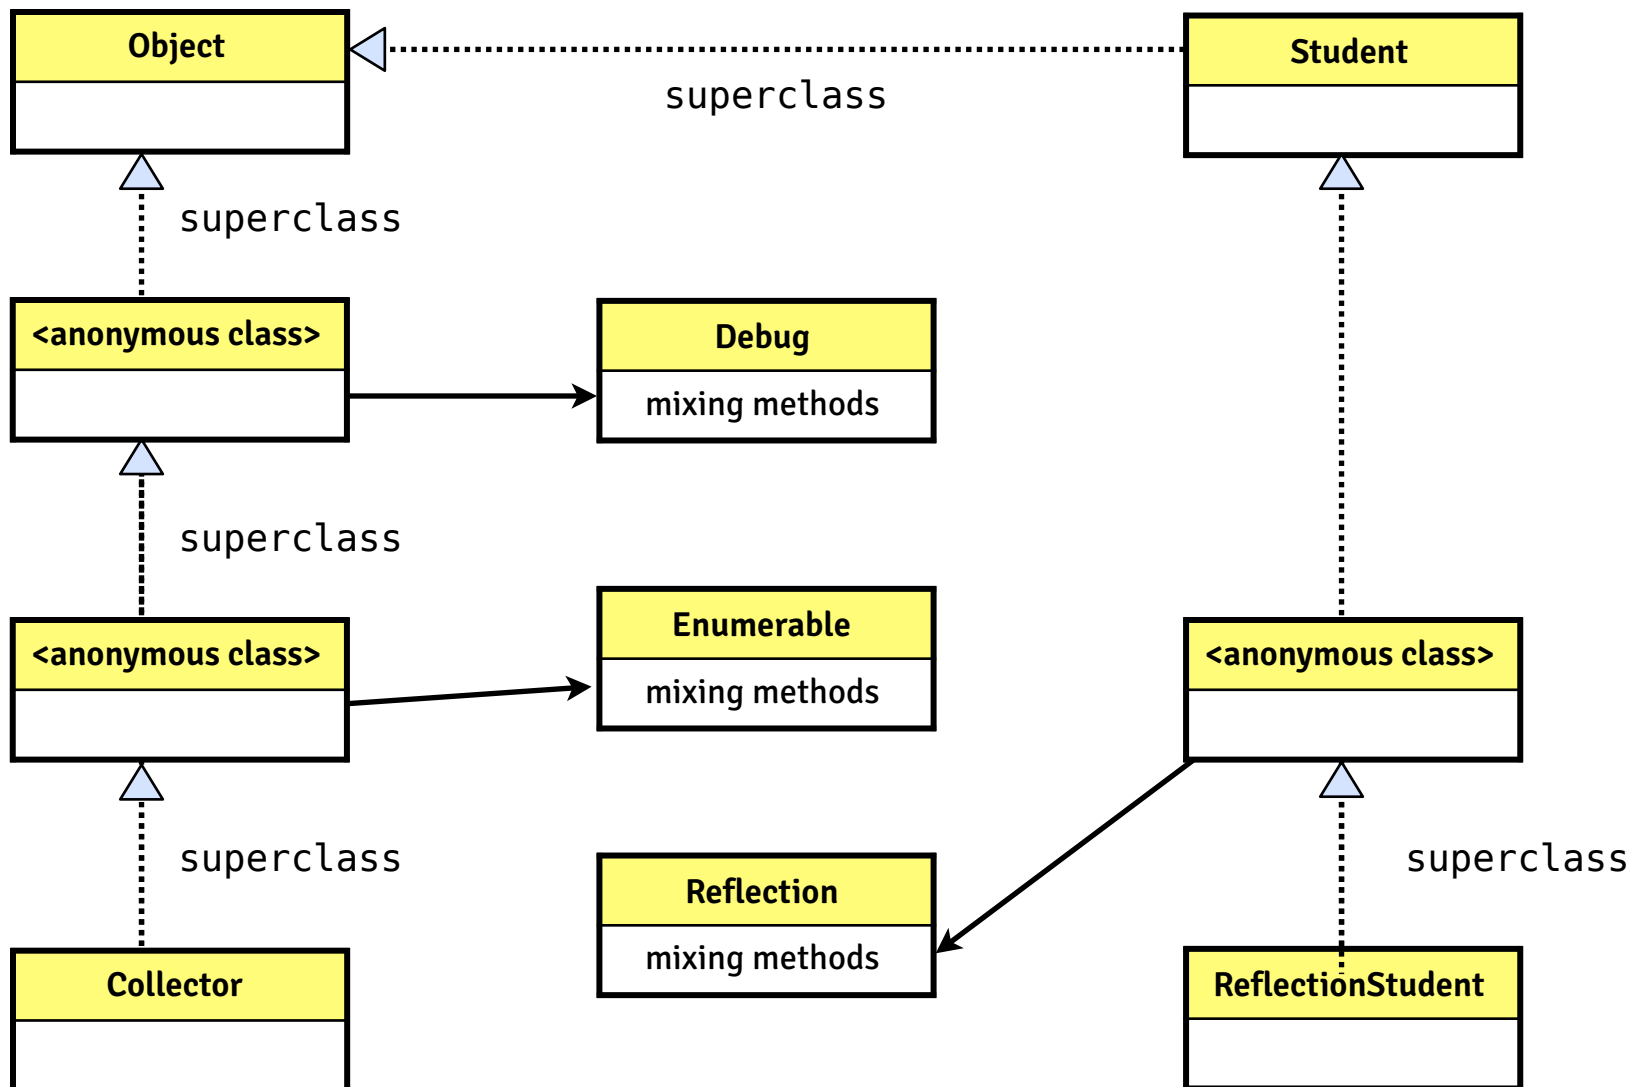 Object
Student
superclass
superclass
<anonymous class>
Debug
mixing methods
superclass
Enumerable
mixing methods
<anonymous class>
<anonymous class>
superclass
Reflection
mixing methods
superclass
Collector
ReflectionStudent